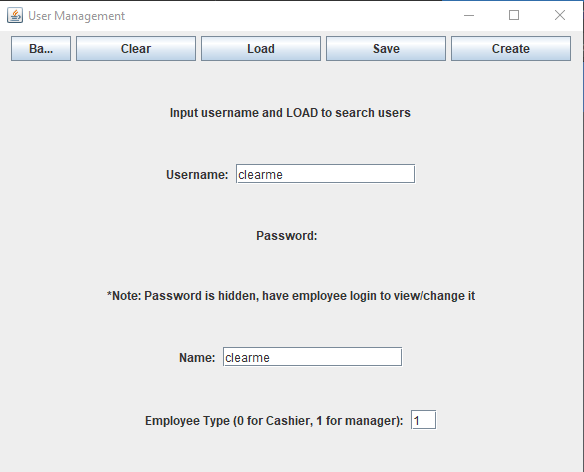 User Management
Ba... Clear Load Save Create
Input username and LOAD to search users
Username: clearme
Password:
*Note: Password is hidden, have employee login to view/change it
Name: clearme
Employee Type (0 for Cashier, 1 for manager): 1